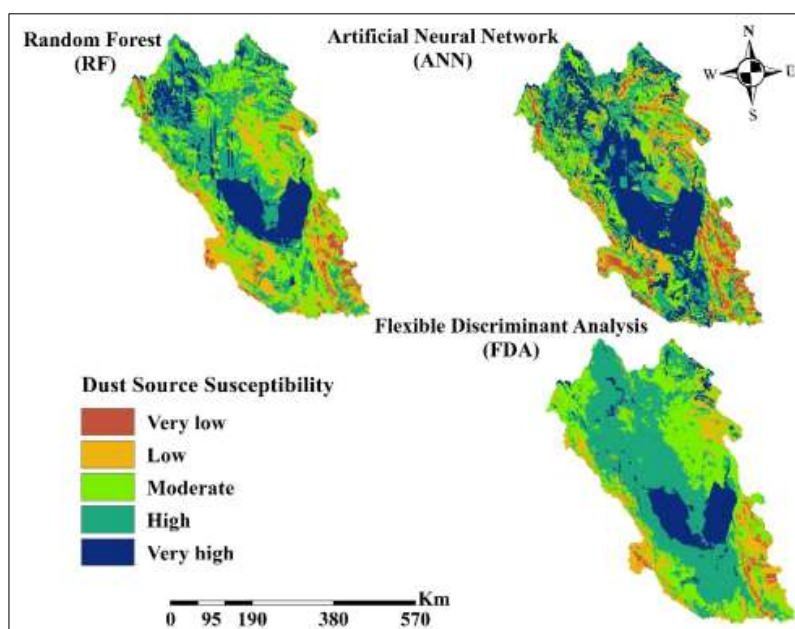 Random Forest
(RF)
Artificial Neural Network
(ANN)
N
W E
S
Flexible Discriminant Analysis
(FDA)
Dust Source Susceptibility
Very low
Low
Moderate
High
Very high
Km
0 95 190 380 570